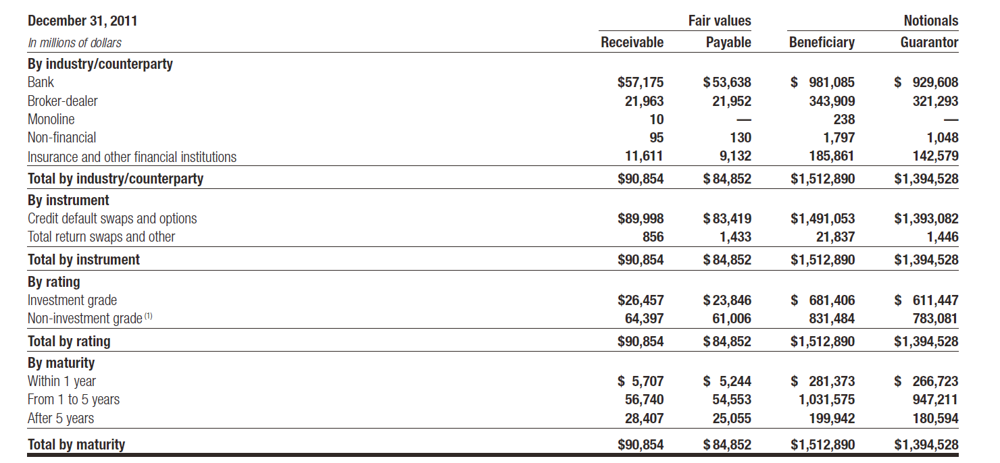 December 31, 2011 Fair values Notionals
In millions of dollars Receivable Payable Beneficiary Guarantor
By industry/counterparty
Bank $57,175 $53,638 $ 981,085 $ 929,608
Broker-dealer 21,963 21,952 343,909 321,293
Monoline 10 — 238 —
Non-financial 95 130 1,797 1,048
Insurance and other financial institutions 11,611 9,132 185,861 142,579
Total by industry/counterparty $90,854 $84,852 $1,512,890 $1,394,528
By instrument
Credit default swaps and options $89,998 $83,419 $1,491,053 $1,393,082
Total return swaps and other 856 1,433 21,837 1,446
Total by instrument $90,854 $84,852 $1,512,890 $1,394,528
By rating
Investment grade $26,457 $23,846 $ 681,406 $ 611,447
Non-investment grade (1) 64,397 61,006 831,484 783,081
Total by rating $90,854 $84,852 $1,512,890 $1,394,528
By maturity
Within 1 year $ 5,707 $ 5,244 $ 281,373 $ 266,723
From 1 to 5 years 56,740 54,553 1,031,575 947,211
After 5 years 28,407 25,055 199,942 180,594
Total by maturity $90,854 $84,852 $1,512,890 $1,394,528